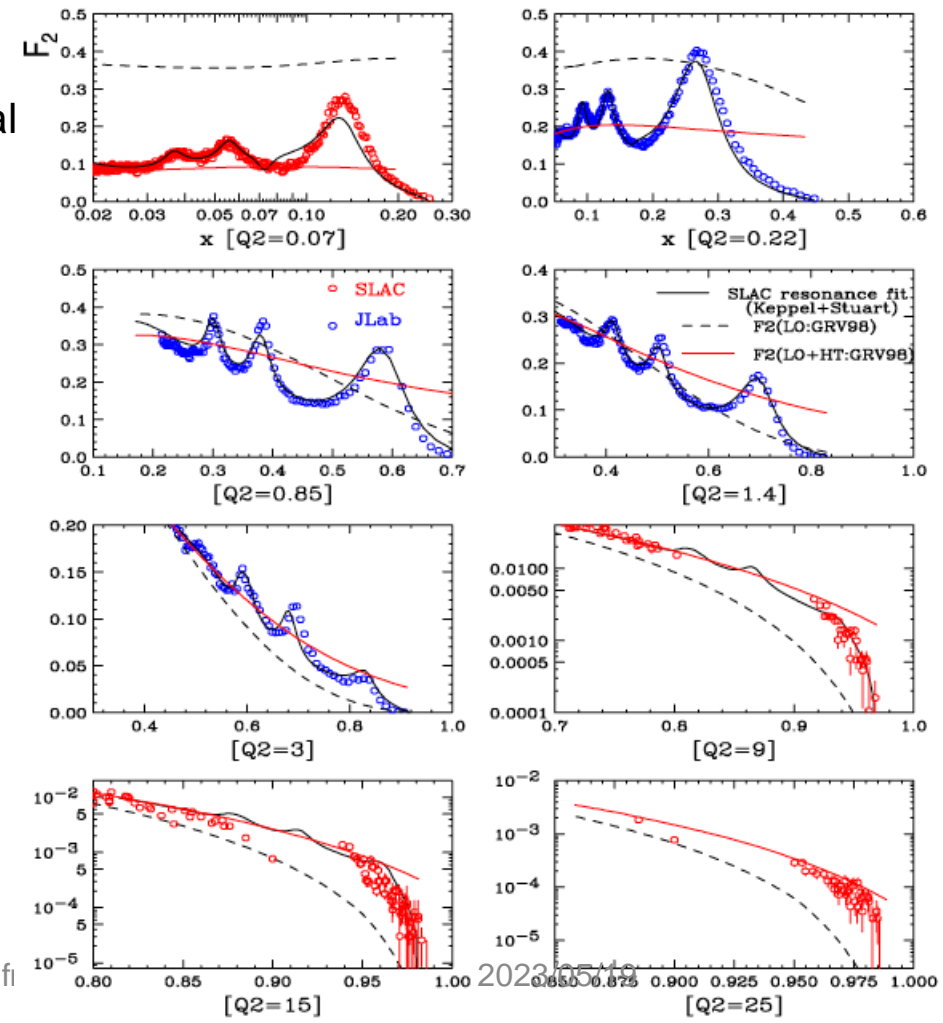 F2
al
0.5
0.4
0.3
0.2
0.1
0.0
0.02 0.03 0.05 0.07 0.10 0.20 0.30
x [Q2=0.07]
0.5
0.4
0.3
0.2
0.1
0.0
0.1 0.2 0.3 0.4 0.5 0.6
x [Q2=0.22]
0.5
0.4
0.3
0.2
0.1
0.0
SLAC
JLab
0.1 0.2 0.3 0.4 0.5 0.6 0.7
[Q2=0.85]
0.4
0.3
0.2
0.1
0.0
SLAC resonance fit
(Keppel+Stuart)
F2(LO:GRV98)
F2(LO+HT:GRV98)
0.4 0.6 0.8 1.0
[Q2=1.4]
0.20
0.15
0.10
0.05
0.00
0.4 0.6 0.8 1.0
[Q2=3]
0.0100
0.0050
0.0010
0.0005
0.0001
0.7 0.8 0.9 1.0
[Q2=9]
10−2
5
10−3
5
10−4
10−5
0.80 0.85 0.90 0.95 1.00
[Q2=15]
10−2
10−3
10−4
10−5
0.850 0.875 0.900 0.925 0.950 0.975 1.000
[Q2=25]
2023/05/19